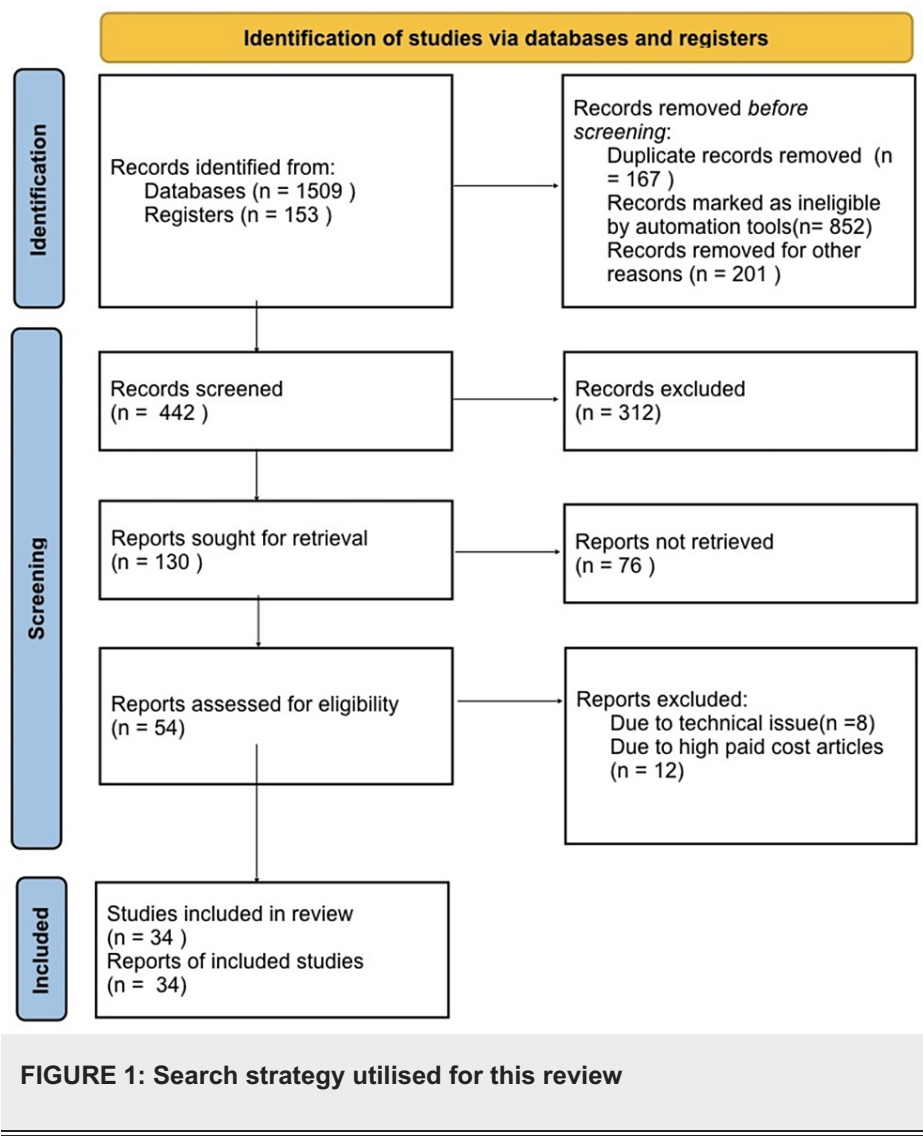 Identification of studies via databases and registers
Identification
Records identified from:
Databases (n = 1509 )
Registers (n = 153 )
Records removed before
screening:
Duplicate records removed (n
= 167 )
Records marked as ineligible
by automation tools(n= 852)
Records removed for other
reasons (n = 201 )
Screening
Records screened
(n = 442 )
Records excluded
(n = 312)
Reports sought for retrieval
(n = 130 )
Reports not retrieved
(n = 76 )
Reports assessed for eligibility
(n = 54)
Reports excluded:
Due to technical issue(n =8)
Due to high paid cost articles
(n = 12)
Included
Studies included in review
(n = 34 )
Reports of included studies
(n = 34)
FIGURE 1: Search strategy utilised for this review